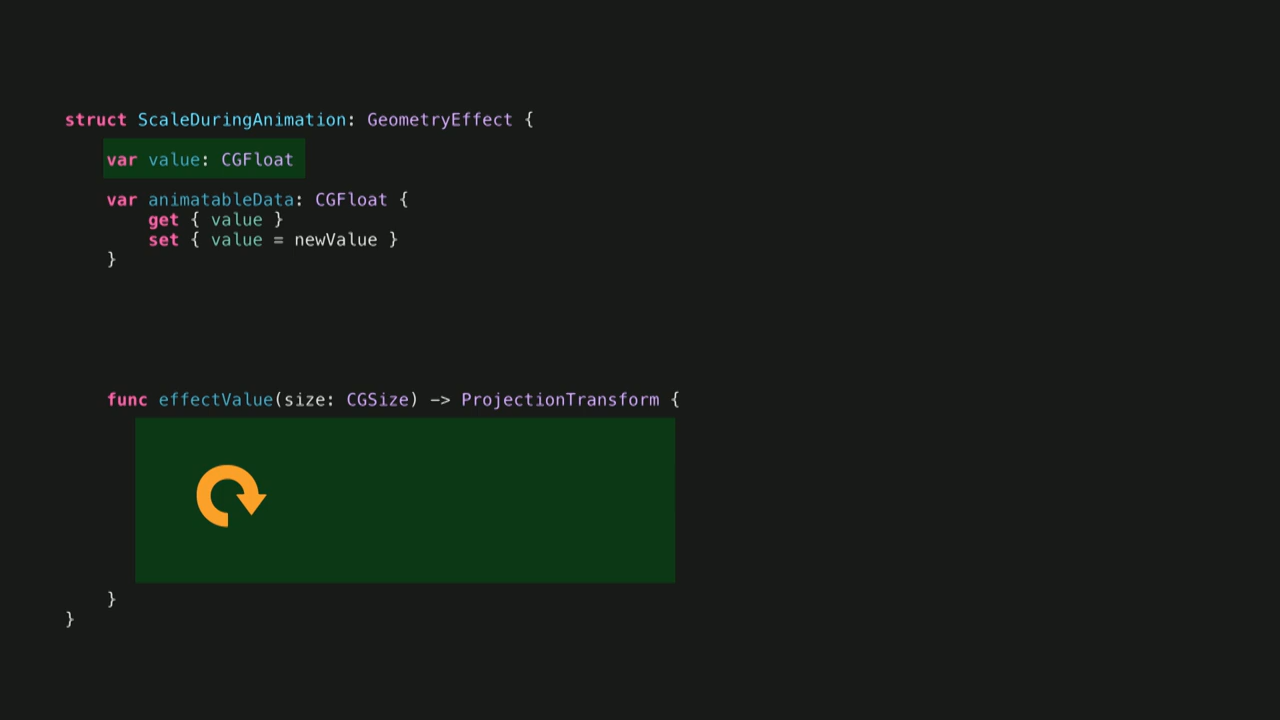 struct ScaleDuringAnimation: GeometryEffect {
    var value: CGFloat
    var animatableData: CGFloat {
        get { value }
        set { value = newValue }
    }
    func effectValue(size: CGSize) -> ProjectionTransform {
    }
}